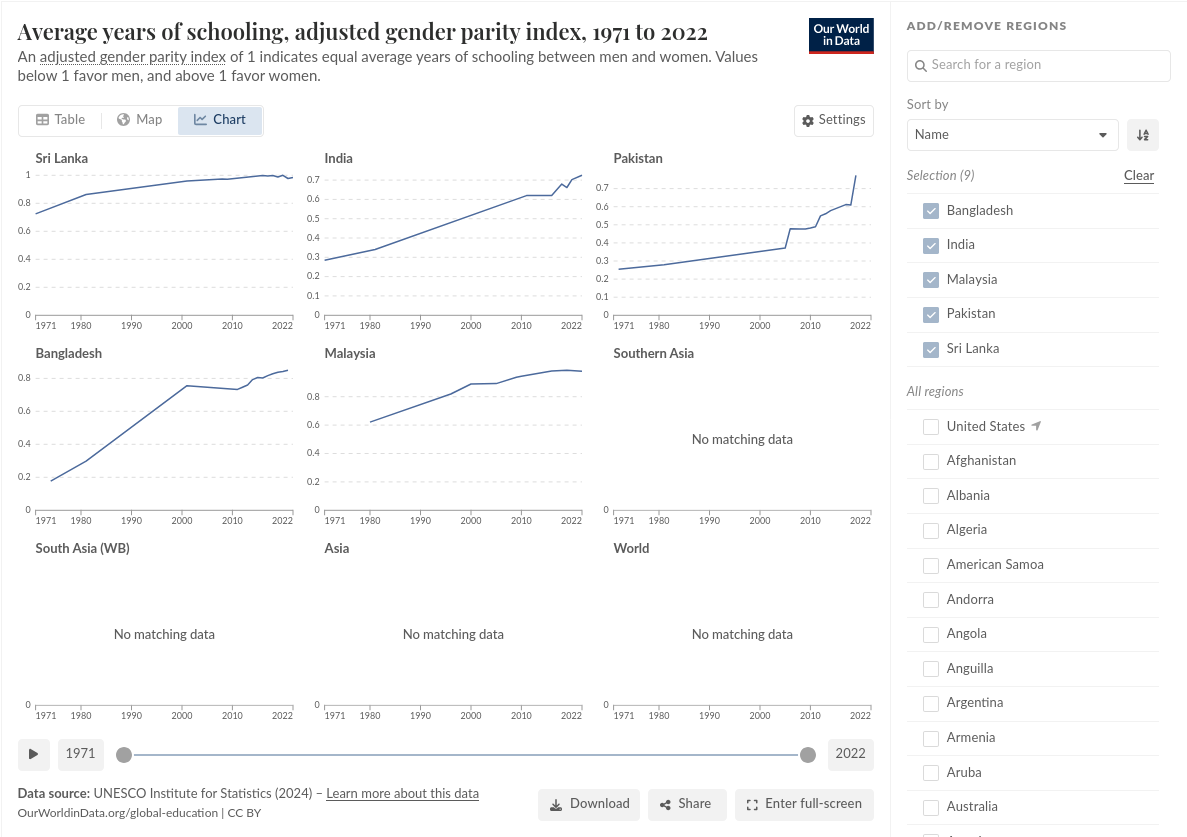 Average years of schooling, adjusted gender parity index, 1971 to 2022
An adjusted gender parity index of 1 indicates equal average years of schooling between men and women. Values
below 1 favor men, and above 1 favor women.
Our World
in Data
Table
Map
Chart
Settings
Sri Lanka
1
0.8
0.6
0.4
0.2
0
1971 1980 1990 2000 2010 2022
India
0.7
0.6
0.5
0.4
0.3
0.2
0.1
0
1971 1980 1990 2000 2010 2022
Pakistan
0.7
0.6
0.5
0.4
0.3
0.2
0.1
0
1971 1980 1990 2000 2010 2022
Bangladesh
0.8
0.6
0.4
0.2
0
1971 1980 1990 2000 2010 2022
Malaysia
0.8
0.6
0.4
0.2
0
1971 1980 1990 2000 2010 2022
Southern Asia
No matching data
0
1971 1980 1990 2000 2010 2022
South Asia (WB)
No matching data
0
1971 1980 1990 2000 2010 2022
Asia
No matching data
0
1971 1980 1990 2000 2010 2022
World
No matching data
0
1971 1980 1990 2000 2010 2022
1971
2022
Data source: UNESCO Institute for Statistics (2024) – Learn more about this data
OurWorldinData.org/global-education | CC BY
Download
Share
Enter full-screen
ADD/REMOVE REGIONS
Search for a region
Sort by
Name
Selection (9)
Clear
Bangladesh
India
Malaysia
Pakistan
Sri Lanka
All regions
United States
Afghanistan
Albania
Algeria
American Samoa
Andorra
Angola
Anguilla
Argentina
Armenia
Aruba
Australia